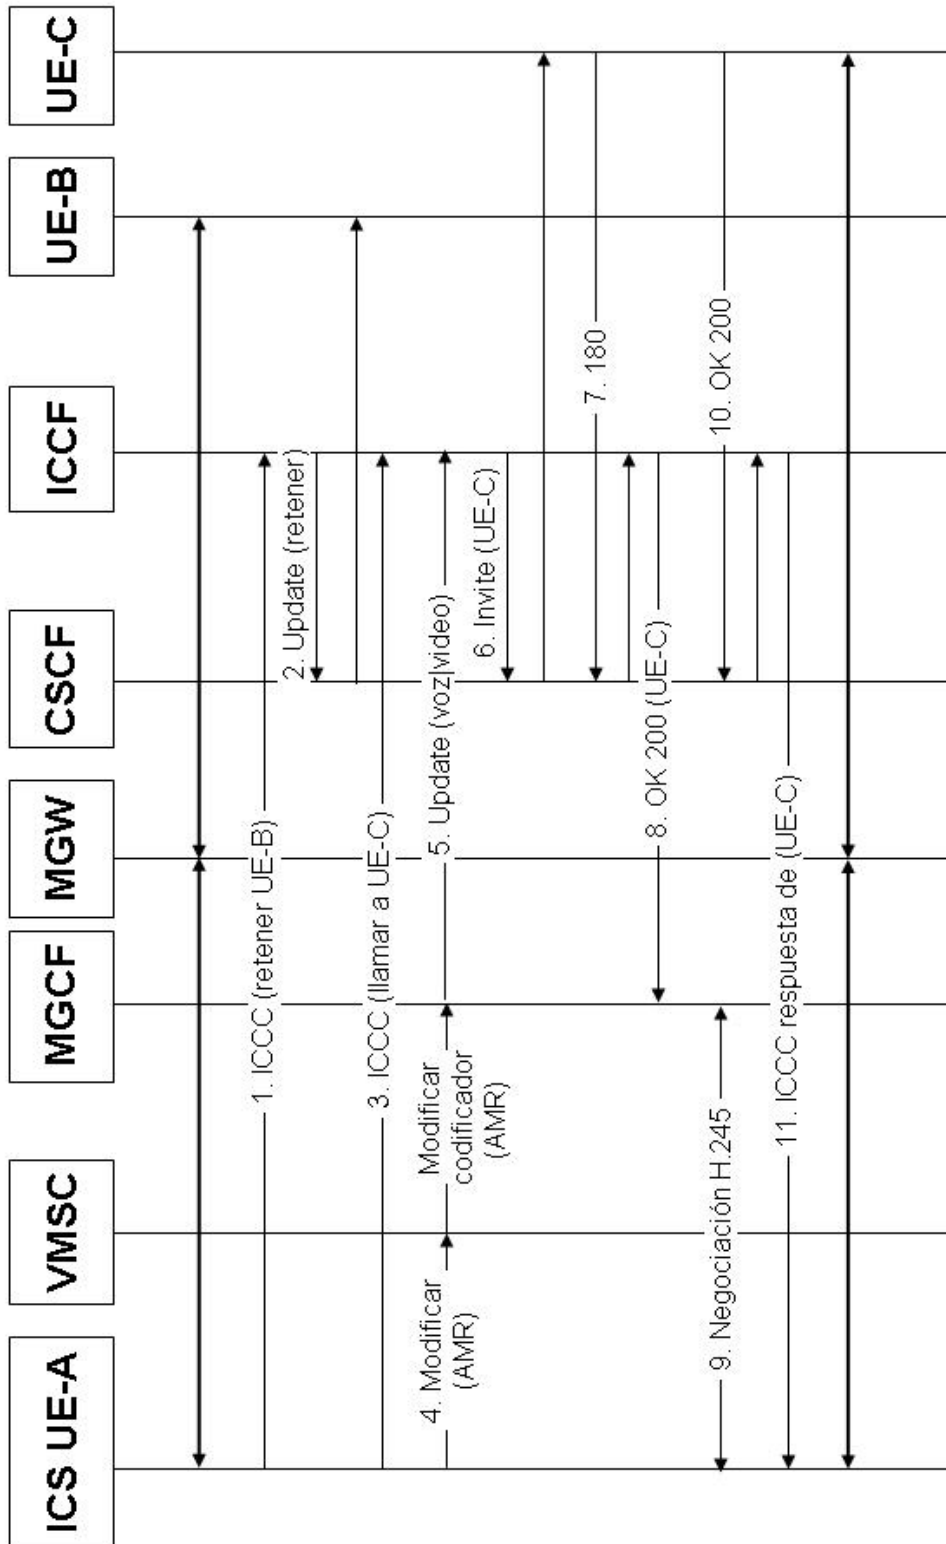 ICS UE-A
VMSC
MGCF
MGW
CSCF
ICCF
UE-B
UE-C
1. ICCC (retener UE-B)
2. Update (retener)
3. ICCC (llamar a UE-C)
4. Modificar
(AMR)
Modificar
codificador
(AMR)
5. Update (voz|video)
6. Invite (UE-C)
7. 180
8. OK 200 (UE-C)
9. Negociación H.245
10. OK 200
11. ICCC respuesta de (UE-C)